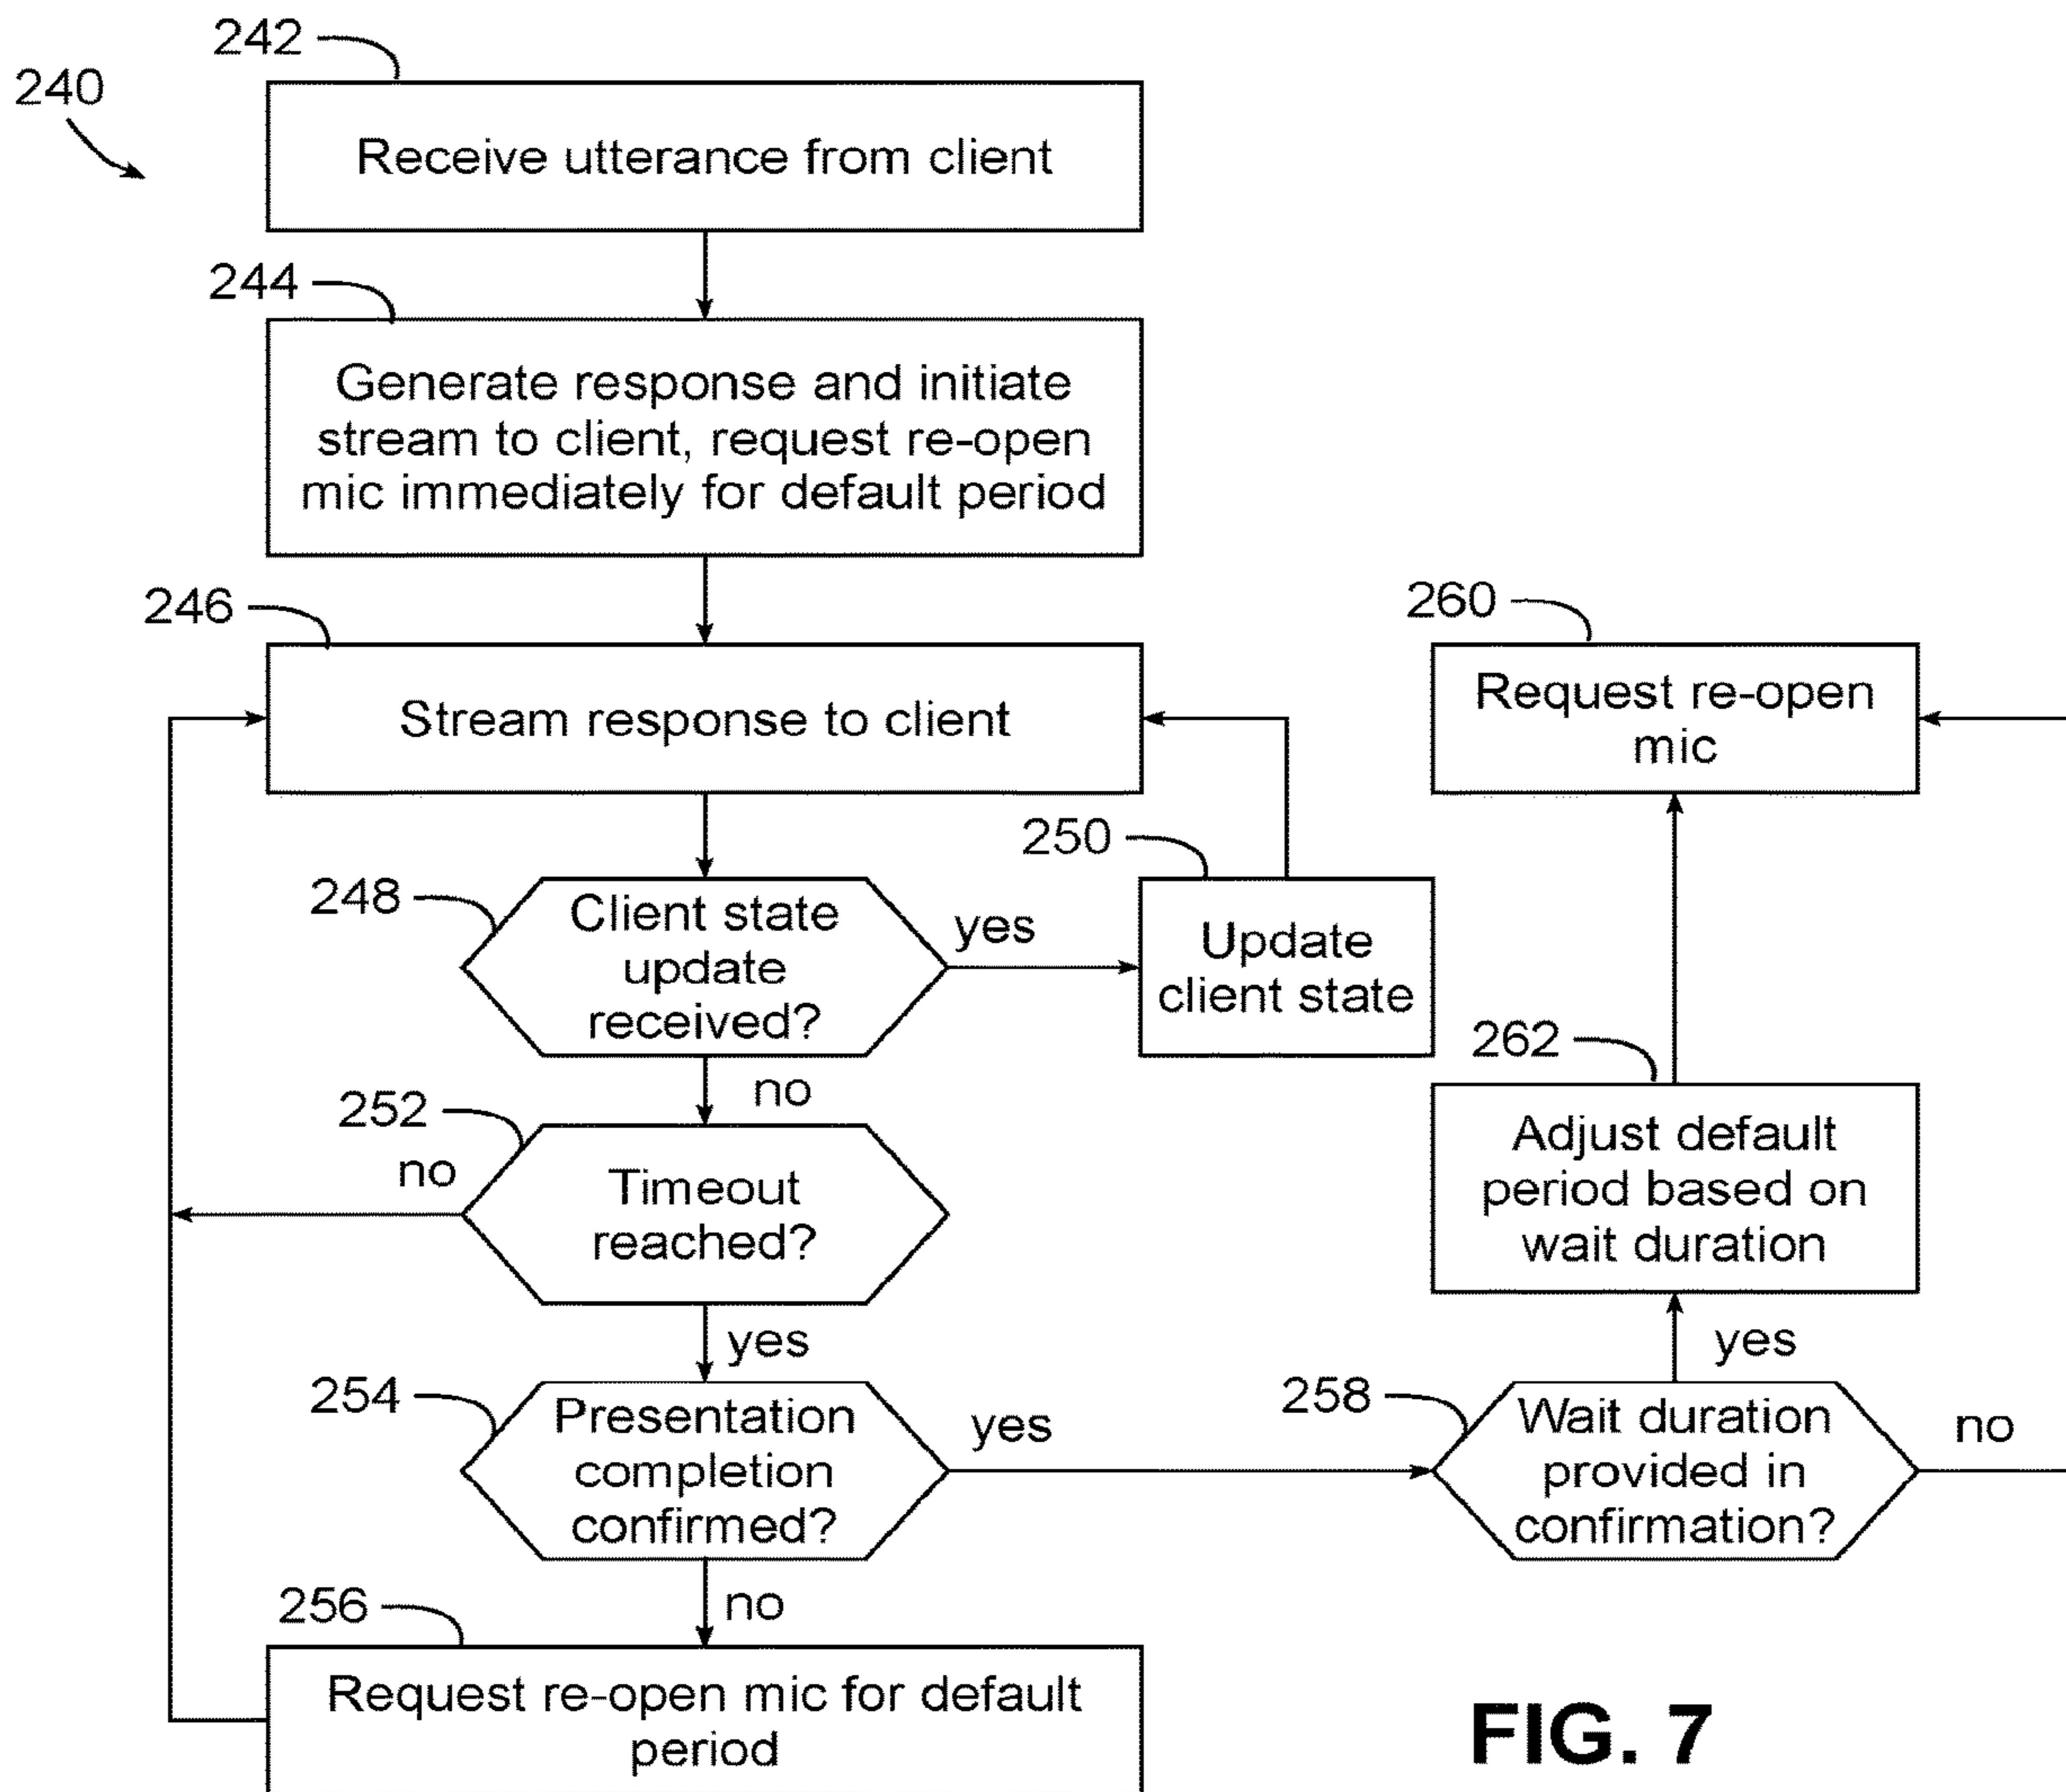 242
240
Receive utterance from client
244
Generate response and initiate
stream to client, request re-open
mic immediately for default period
246
Stream response to client
260
Request re-open
mic
248
Client state
update
received?
yes
250
Update
client state
no
252
no
Timeout
reached?
262
Adjust default
period based on
wait duration
yes
yes
254
Presentation
completion
confirmed?
yes
258
Wait duration
provided in
confirmation?
no
no
256
Request re-open mic for default
period
FIG. 7